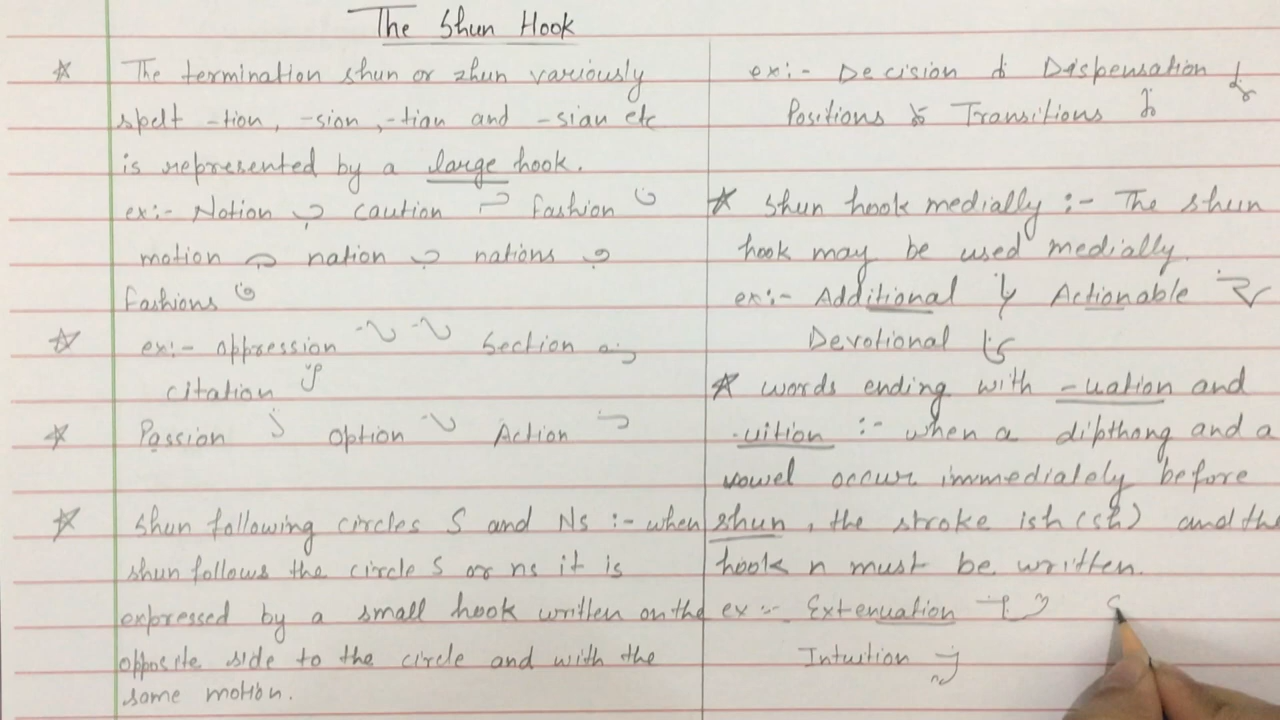 The Shun Hook
☆ The termination shun or zhun variously
spelt -tion, -sion, -tian and -sian etc
is represented by a large hook.
ex:- Notion caution Fashion
motion nation nations
Fashions
☆ ex:- oppression Section
citation
☆ Passion option Action
☆ Shun following circles S and Ns :- when
shun follows the circle S or ns it is
expressed by a small hook written on the
opposite side to the circle and with the
same motion.
ex:- Decision Dispensation
Positions Transitions
☆ Shun hook medially :- The shun
hook may be used medially.
ex:- Additional Actionable
Devotional
☆ words ending with -uation and
-uition :- when a dipthong and a
vowel occur immediately before
shun, the stroke ish (sh) and the
hook n must be written.
ex :- Extenuation
Intuition